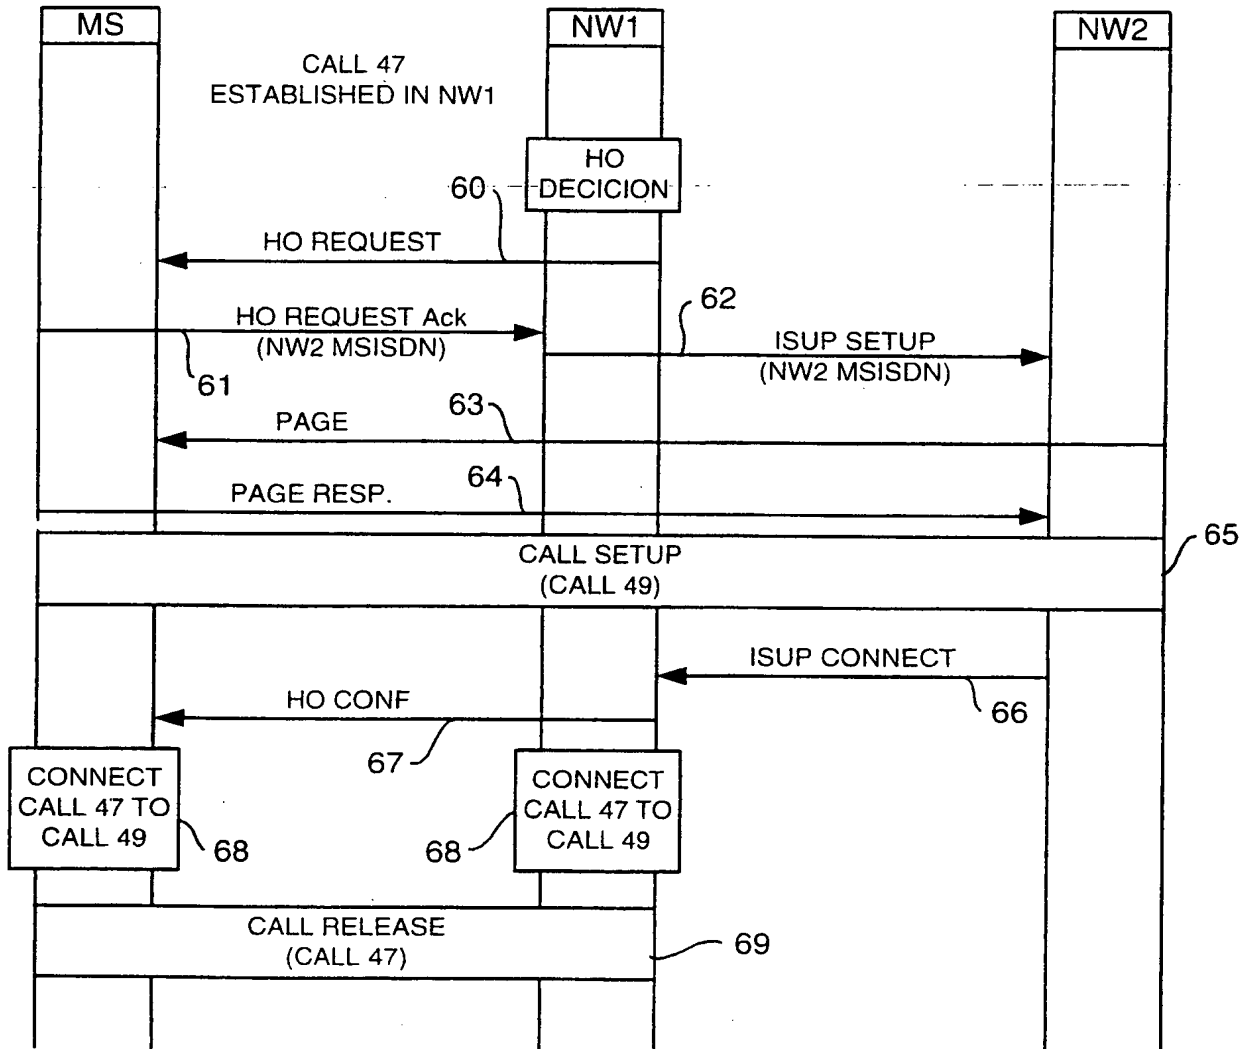 MS
NW1
NW2
CALL 47
ESTABLISHED IN NW1
HO
DECICION
60
HO REQUEST
62
HO REQUEST Ack
(NW2 MSISDN)
61
ISUP SETUP
(NW2 MSISDN)
PAGE
63
64
PAGE RESP.
65
CALL SETUP
(CALL 49)
ISUP CONNECT
66
HO CONF
67
CONNECT
CALL 47 TO
CALL 49
68
CONNECT
CALL 47 TO
CALL 49
68
CALL RELEASE
(CALL 47)
69